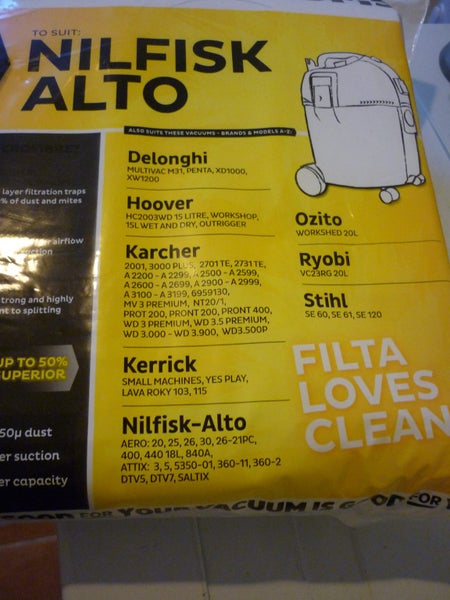 TO SUIT:
NILFISK
ALTO
ALSO SUITS THESE VACUUMS - BRANDS & MODELS A-Z:
layer filtration traps
% of dust and mites
airflow
strong and highly
nt to splitting
UP TO 50%
SUPERIOR
50µ dust
er suction
er capacity
Delonghi
MULTIVAC M31, PENTA, XD1000,
XW1200
Hoover
HC2003WD 15 LITRE, WORKSHOP,
15L WET AND DRY, OUTRIGGER
Karcher
2001, 3000 PLUS, 2701 TE, 2731 TE,
A 2200 - A 2299, A 2500 - A 2599,
A 2600 - A 2699, A 2900 - A 2999,
A 3100 - A 3199, 6959130,
MV 3 PREMIUM, NT20/1,
PROT 200, PRONT 200, PRONT 400,
WD 3 PREMIUM, WD 3.5 PREMIUM,
WD 3.000 - WD 3.900, WD3.500P
Kerrick
SMALL MACHINES, YES PLAY,
LAVA ROKY 103, 115
Nilfisk-Alto
AERO: 20, 25, 26, 30, 26-21PC,
400, 440 18L, 840A,
ATTIX: 3, 5, 5350-01, 360-11, 360-2
DTV5, DTV7, SALTIX
Ozito
WORKSHED 20L
Ryobi
VC23RG 20L
Stihl
SE 60, SE 61, SE 120
FILTA
LOVES
CLEAN
GOOD FOR YOUR VACUUM IS GOOD FOR